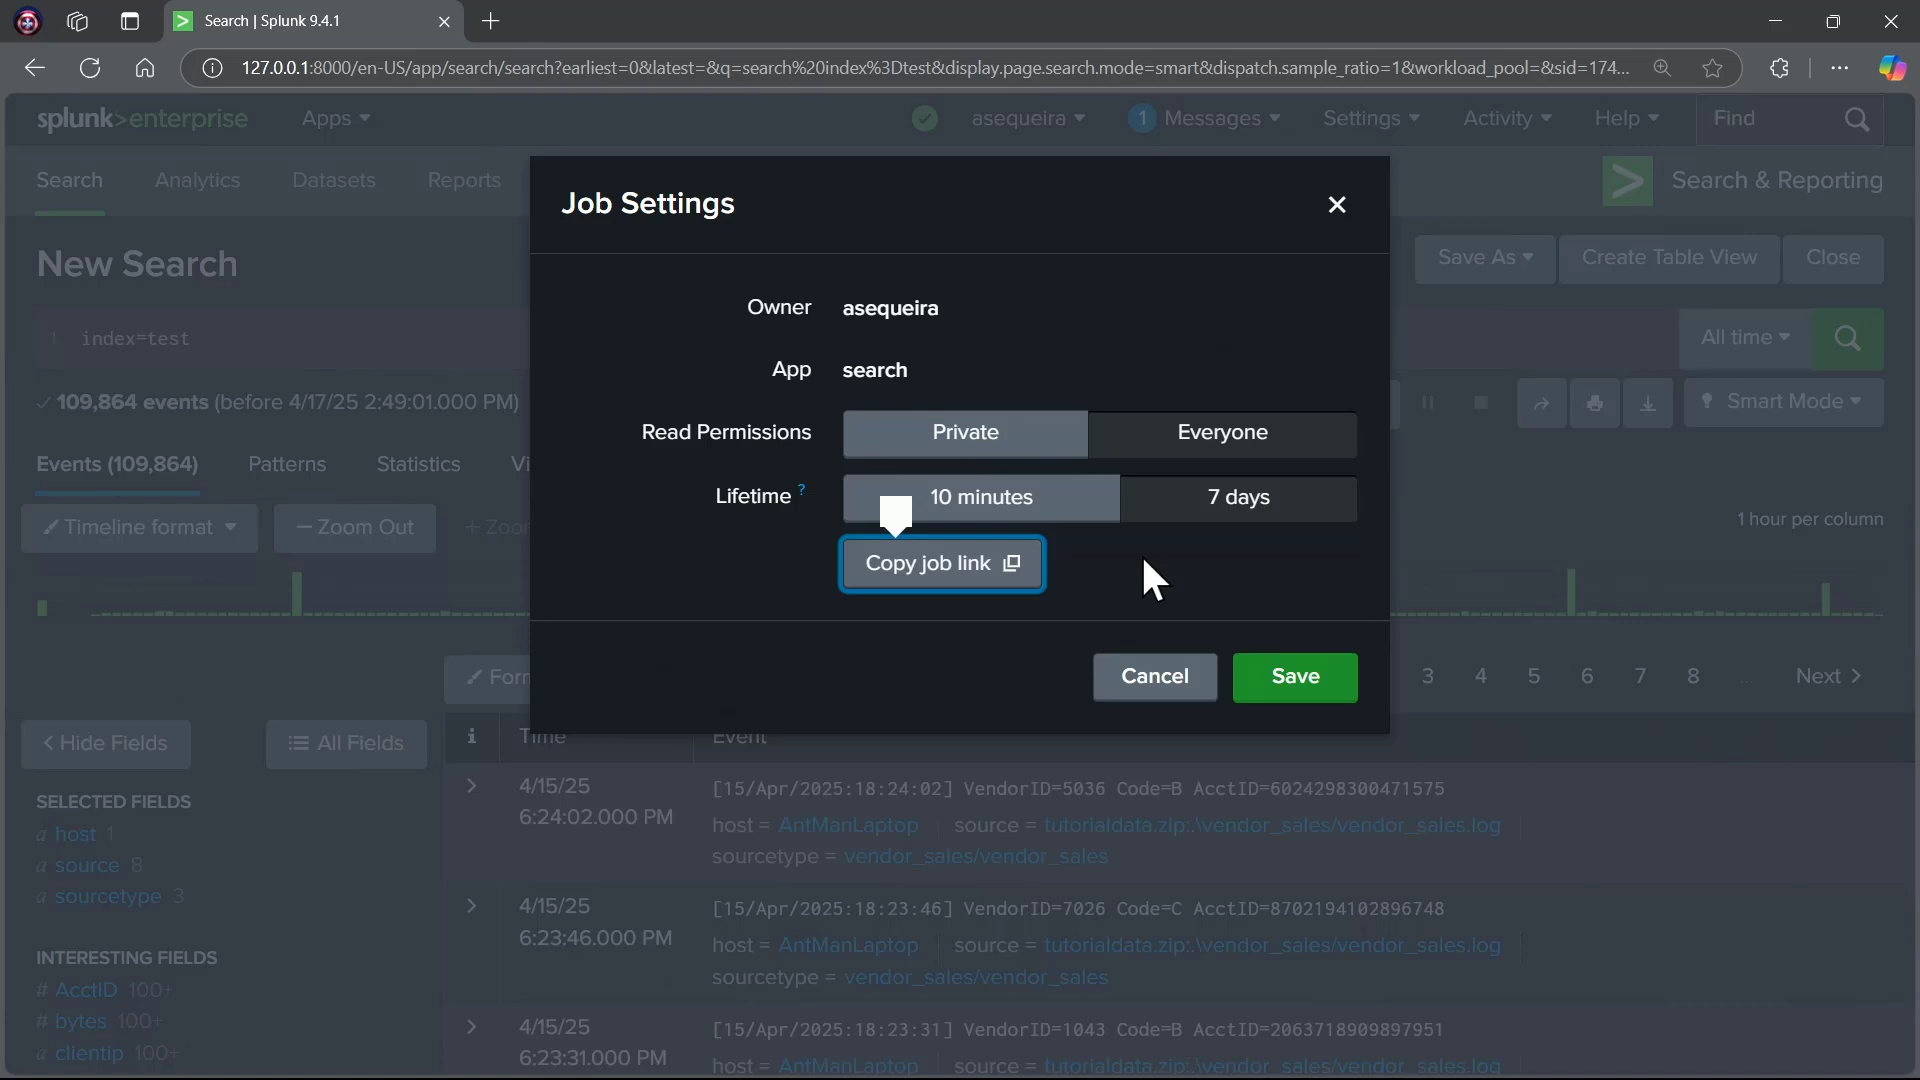 Search | Splunk 9.4.1
127.0.0.1:8000/en-US/app/search/search?earliest=0&latest=&q=search%20index%3Dtest&display.page.search.mode=smart&dispatch.sample_ratio=1&workload_pool=&sid=174...
splunk>enterprise Apps asequeira 1 Messages Settings Activity Help Find
Search Analytics Datasets Reports Search & Reporting
Job Settings
New Search Save As Create Table View Close
Owner asequeira
1 index=test All time
App search
109,864 events (before 4/17/25 2:49:01.000 PM) Smart Mode
Read Permissions Private Everyone
Events (109,864) Patterns Statistics Vi
Lifetime ? 10 minutes 7 days
Timeline format Zoom Out + Zoo 1 hour per column
Copy job link
Form Cancel Save 3 4 5 6 7 8 ... Next
Hide Fields All Fields i Time Event
SELECTED FIELDS
a host 1
a source 8
a sourcetype 3
INTERESTING FIELDS
# AcctID 100+
# bytes 100+
a clientip 100+
4/15/25
6:24:02.000 PM
[15/Apr/2025:18:24:02] VendorID=5036 Code=B AcctID=6024298300471575
host = AntManLaptop source = tutorialdata.zip:.\vendor_sales/vendor_sales.log
sourcetype = vendor_sales/vendor_sales
4/15/25
6:23:46.000 PM
[15/Apr/2025:18:23:46] VendorID=7026 Code=C AcctID=8702194102896748
host = AntManLaptop source = tutorialdata.zip:.\vendor_sales/vendor_sales.log
sourcetype = vendor_sales/vendor_sales
4/15/25
6:23:31.000 PM
[15/Apr/2025:18:23:31] VendorID=1043 Code=B AcctID=2063718909897951
host = AntManLaptop source = tutorialdata.zip:.\vendor_sales/vendor_sales.log